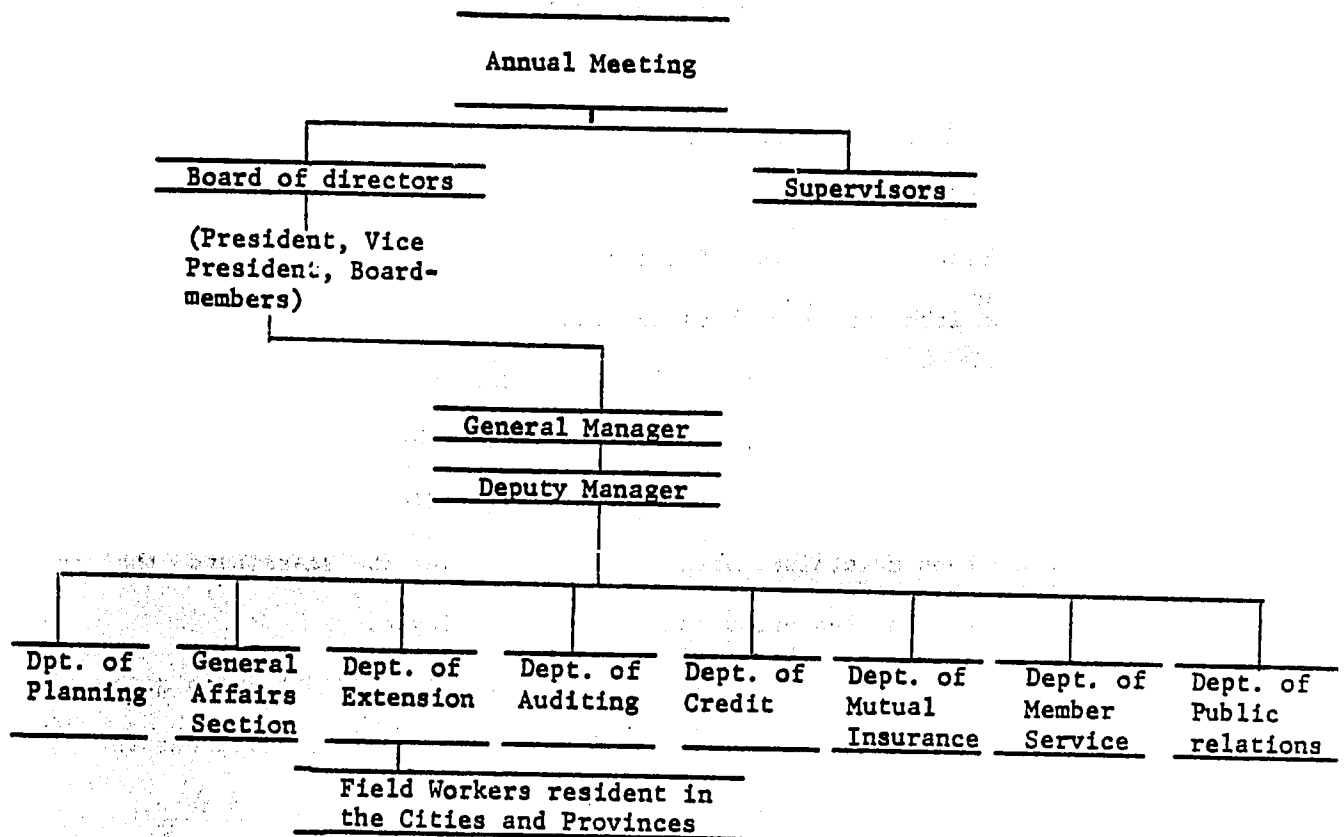 Annual Meeting
Board of directors
Supervisors
(President, Vice
President, Board-
members)
General Manager
Deputy Manager
Dpt. of
Planning
General
Affairs
Section
Dept. of
Extension
Dept. of
Auditing
Dept. of
Credit
Dept. of
Mutual
Insurance
Dept. of
Member
Service
Dept. of
Public
relations
Field Workers resident in
the Cities and Provinces